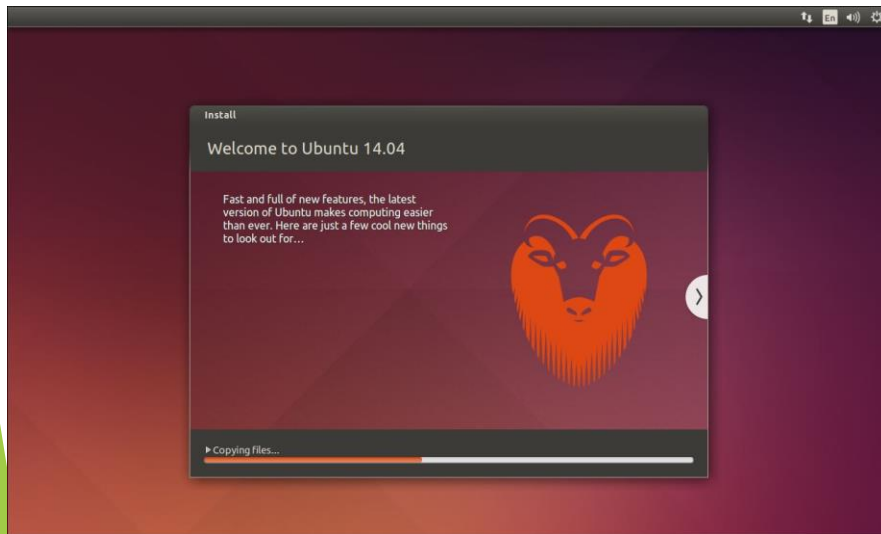 En
Install
Welcome to Ubuntu 14.04
Fast and full of new features, the latest
version of Ubuntu makes computing easier
than ever. Here are just a few cool new things
to look out for...
Copying files...